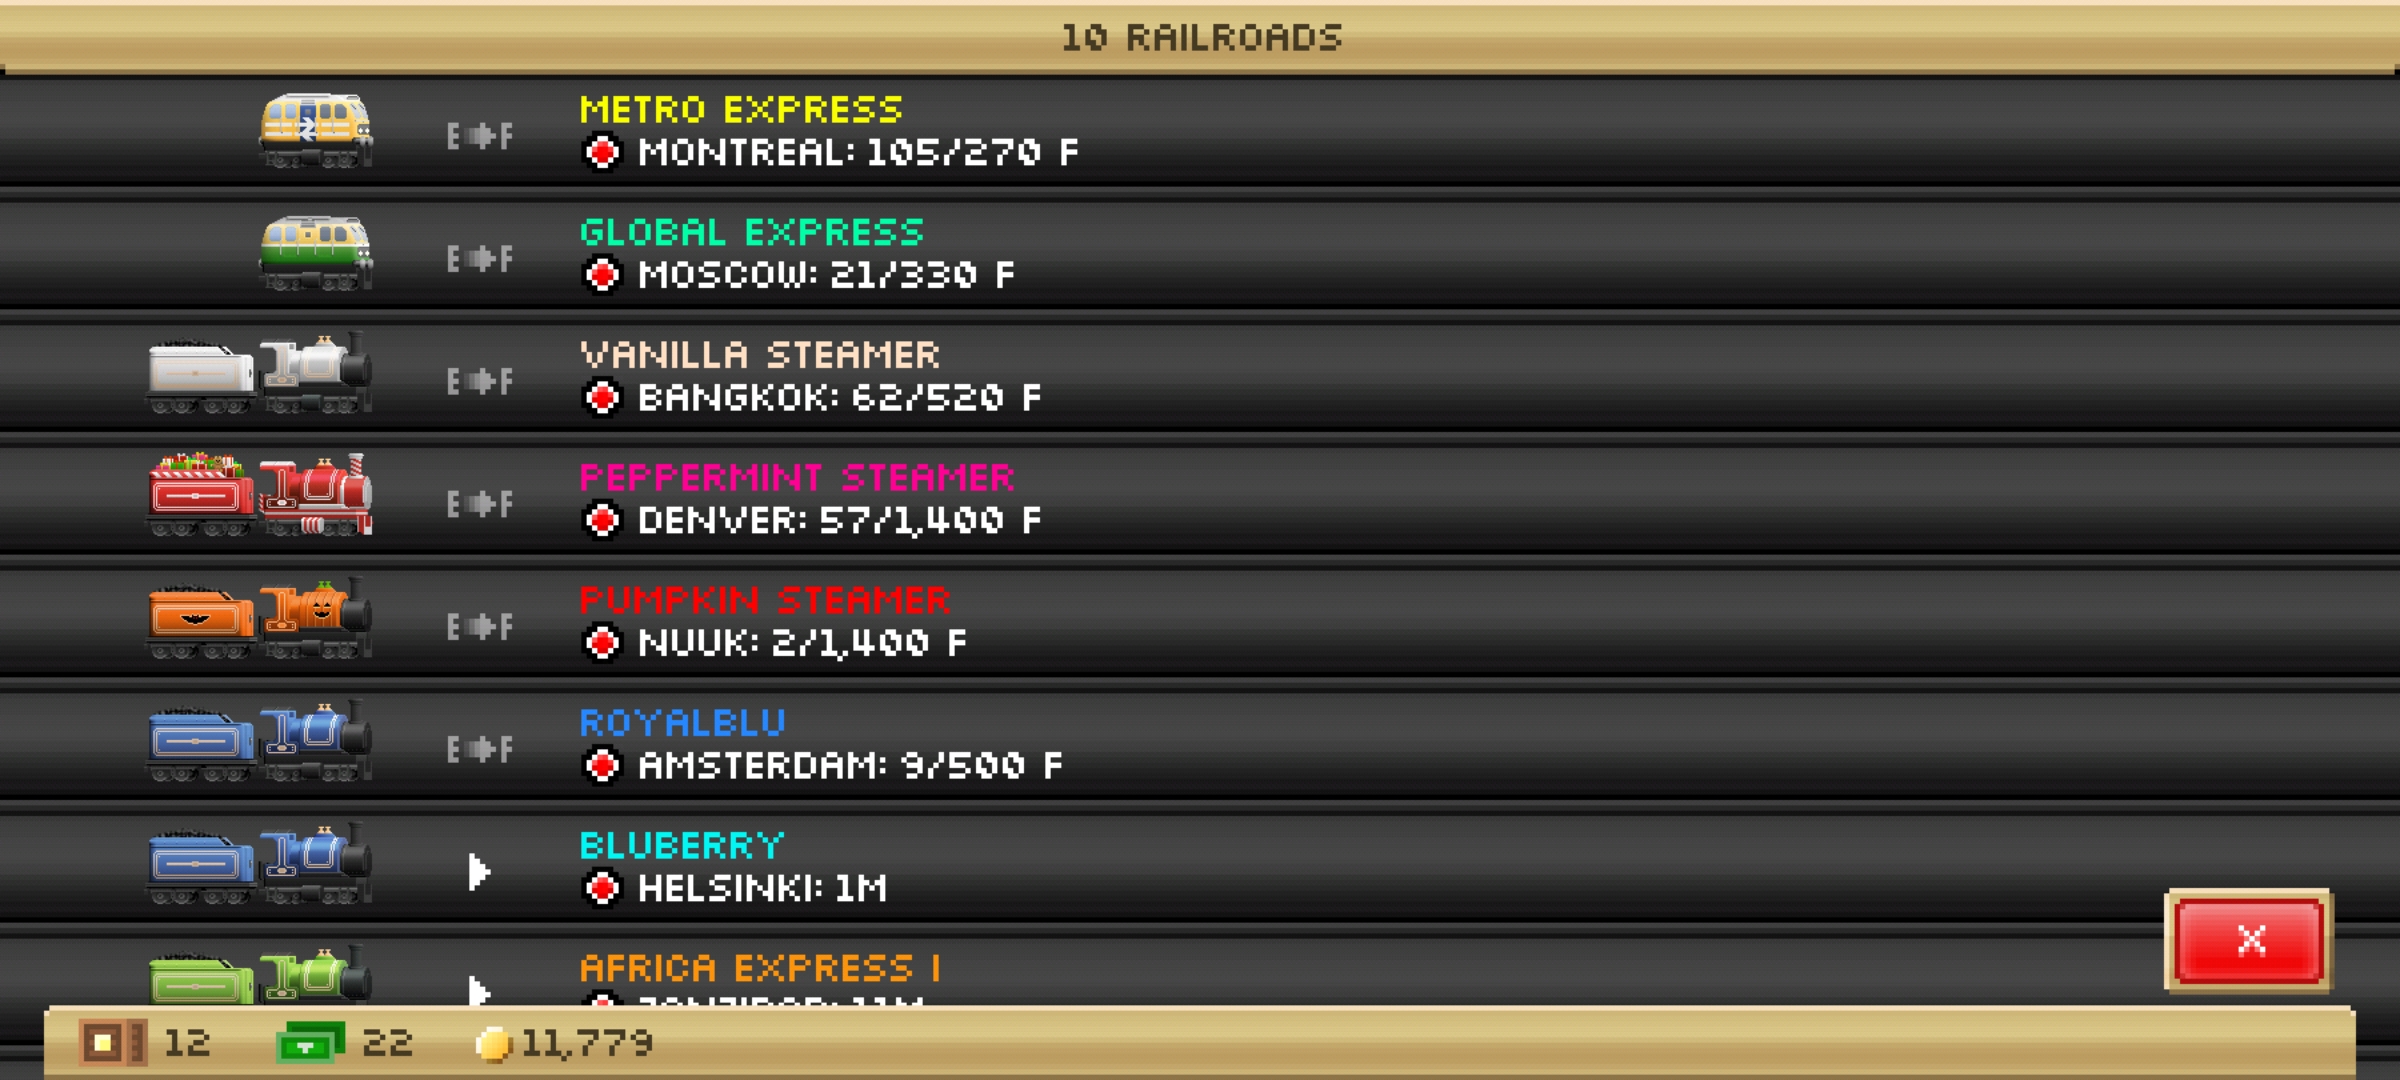 10 RAILROADS
E F METRO EXPRESS
MONTREAL: 105/270 F
E F GLOBAL EXPRESS
MOSCOW: 21/330 F
E F VANILLA STEAMER
BANGKOK: 62/520 F
E F PEPPERMINT STEAMER
DENVER: 57/1,400 F
E F PUMPKIN STEAMER
NUUK: 2/1,400 F
E F ROYALBLU
AMSTERDAM: 9/500 F
BLUBERRY
HELSINKI: 1M
AFRICA EXPRESS I
X
12 22 11,779